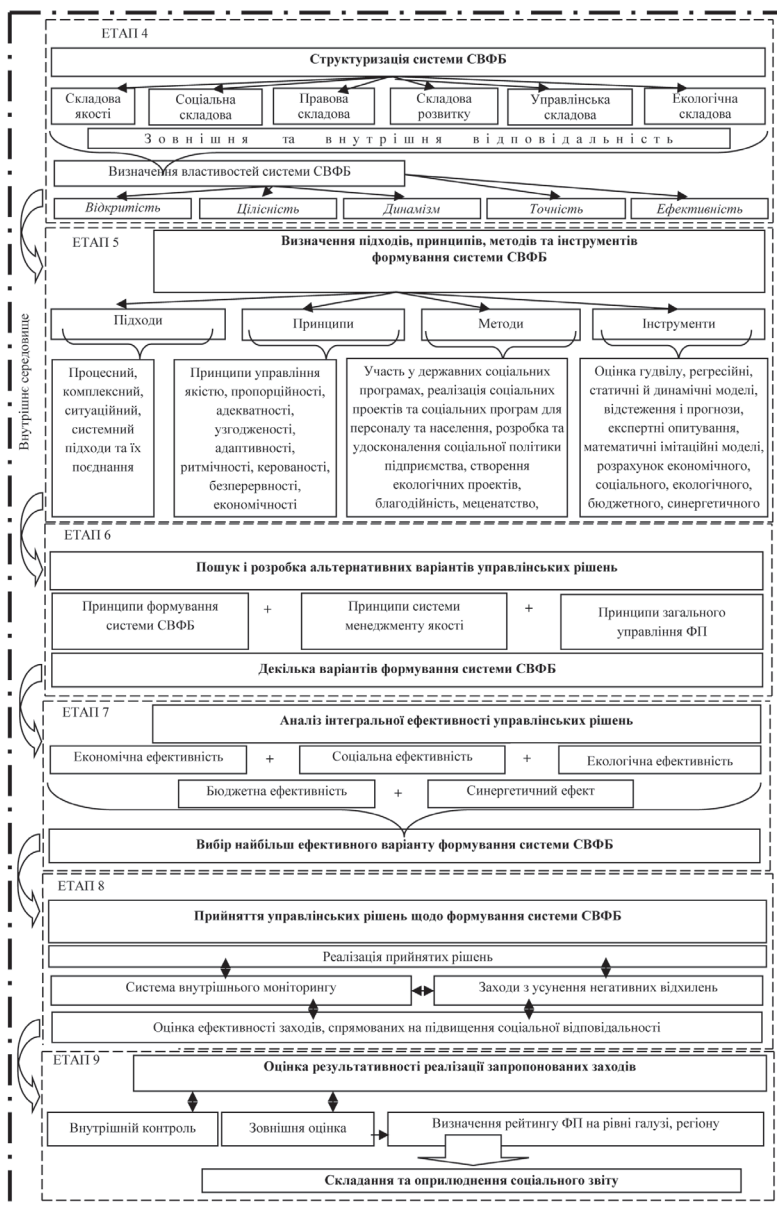 ЕТАП 4
Структуризація системи СВФБ
Складова
якості
Соціальна
складова
Правова
складова
Складова
розвитку
Управлінська
складова
Екологічна
складова
Зовнішня та внутрішня відповідальність
Визначення властивостей системи СВФБ
Відкритість
Цілісність
Динамізм
Точність
Ефективність
Внутрішнє середовище
ЕТАП 5
Визначення підходів, принципів, методів та інструментів
формування системи СВФБ
Підходи
Принципи
Методи
Інструменти
Процесний,
комплексний,
ситуаційний,
системний
підходи та їх
поєднання
Принципи управління
якістю, пропорційності,
адекватності,
узгодженості,
адаптивності,
ритмічності, керованості,
безперервності,
економічності
Участь у державних соціальних
програмах, реалізація соціальних
проектів та соціальних програм для
персоналу та населення, розробка та
удосконалення соціальної політики
підприємства, створення
екологічних проектів,
благодійність, меценатство,
Оцінка гудвілу, регресійні,
статичні й динамічні моделі,
відстеження і прогнози,
експертні опитування,
математичні імітаційні моделі,
розрахунок економічного,
соціального, екологічного,
бюджетного, синергетичного
ЕТАП 6
Пошук і розробка альтернативних варіантів управлінських рішень
Принципи формування
системи СВФБ
+
Принципи системи
менеджменту якості
+
Принципи загального
управління ФП
Декілька варіантів формування системи СВФБ
ЕТАП 7
Аналіз інтегральної ефективності управлінських рішень
Економічна ефективність
+
Соціальна ефективність
+
Екологічна ефективність
Бюджетна ефективність
+
Синергетичний ефект
Вибір найбільш ефективного варіанту формування системи СВФБ
ЕТАП 8
Прийняття управлінських рішень щодо формування системи СВФБ
Реалізація прийнятих рішень
Система внутрішнього моніторингу
Заходи з усунення негативних відхилень
Оцінка ефективності заходів, спрямованих на підвищення соціальної відповідальності
ЕТАП 9
Оцінка результативності реалізації запропонованих заходів
Внутрішній контроль
Зовнішня оцінка
Визначення рейтингу ФП на рівні галузі, регіону
Складання та оприлюднення соціального звіту